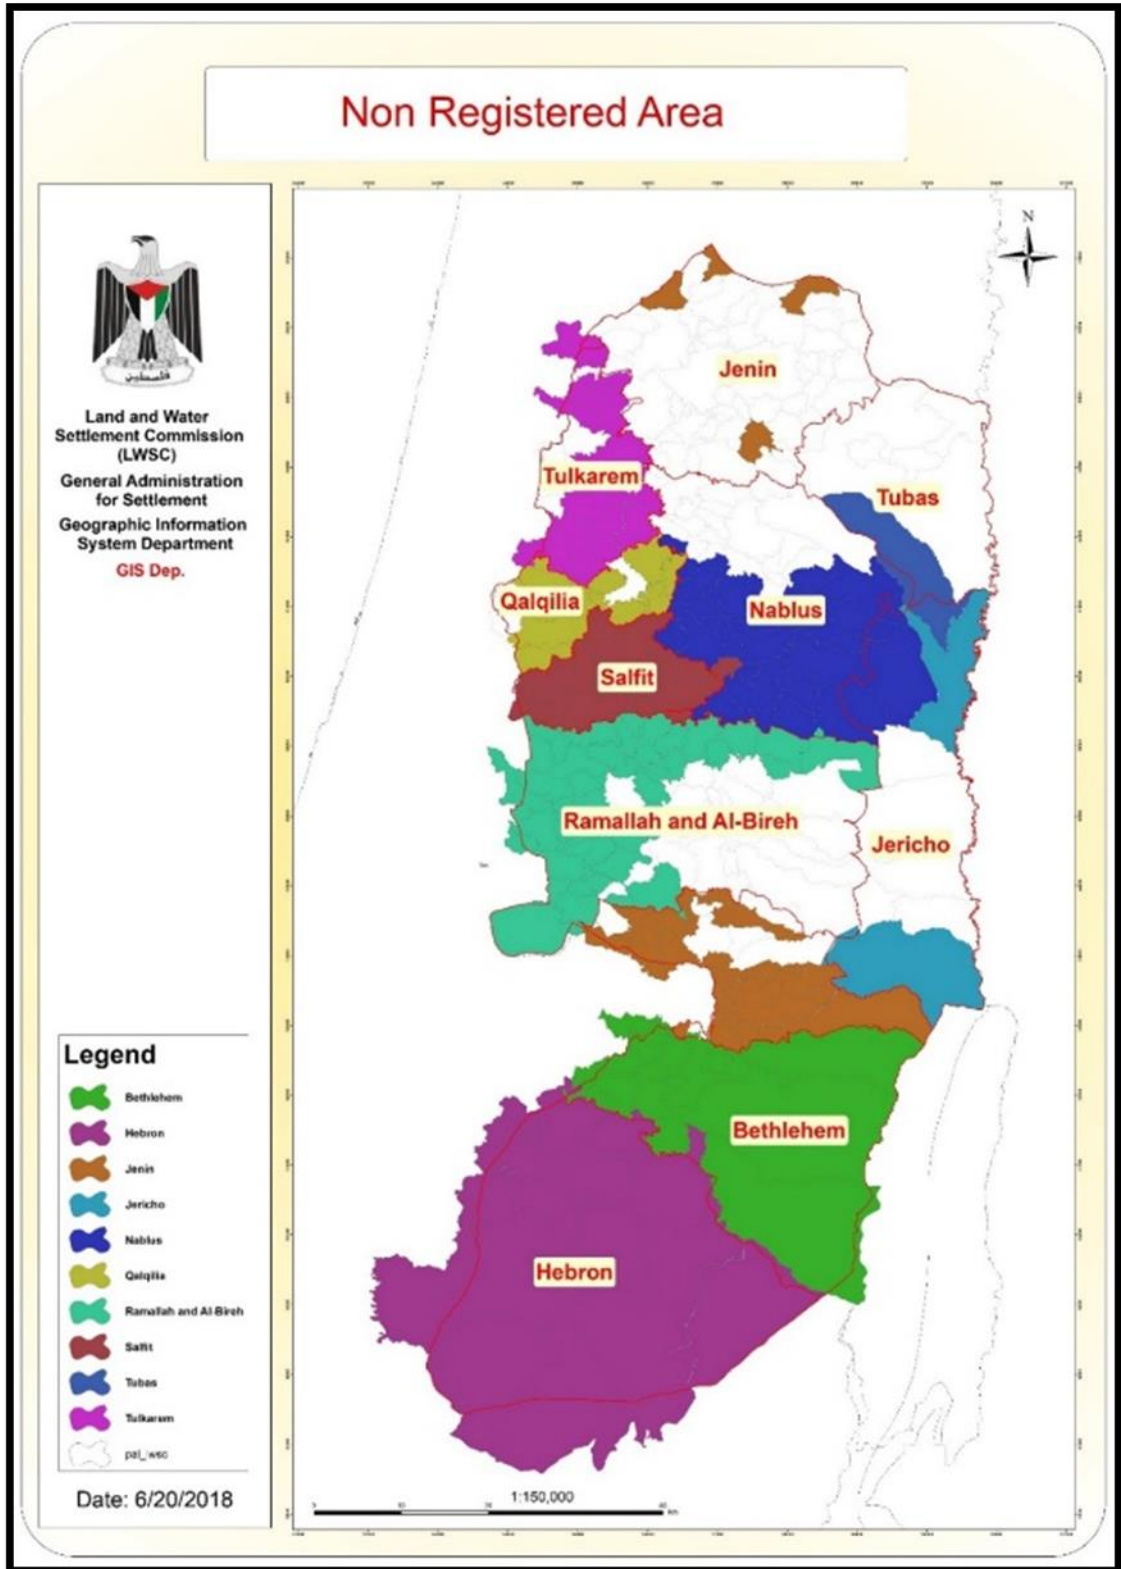 Non Registered Area
N
فلسطين
Land and Water
Settlement Commission
(LWSC)
General Administration
for Settlement
Geographic Information
System Department
GIS Dep.
Jenin
Tulkarem
Tubas
Qalqilia
Nablus
Salfit
Ramallah and Al-Bireh
Jericho
Bethlehem
Hebron
Legend
Bethlehem
Hebron
Jenin
Jericho
Nablus
Qalqilia
Ramallah and Al-Bireh
Salfit
Tubas
Tulkarem
pal_lwsc
Date: 6/20/2018
1:150,000